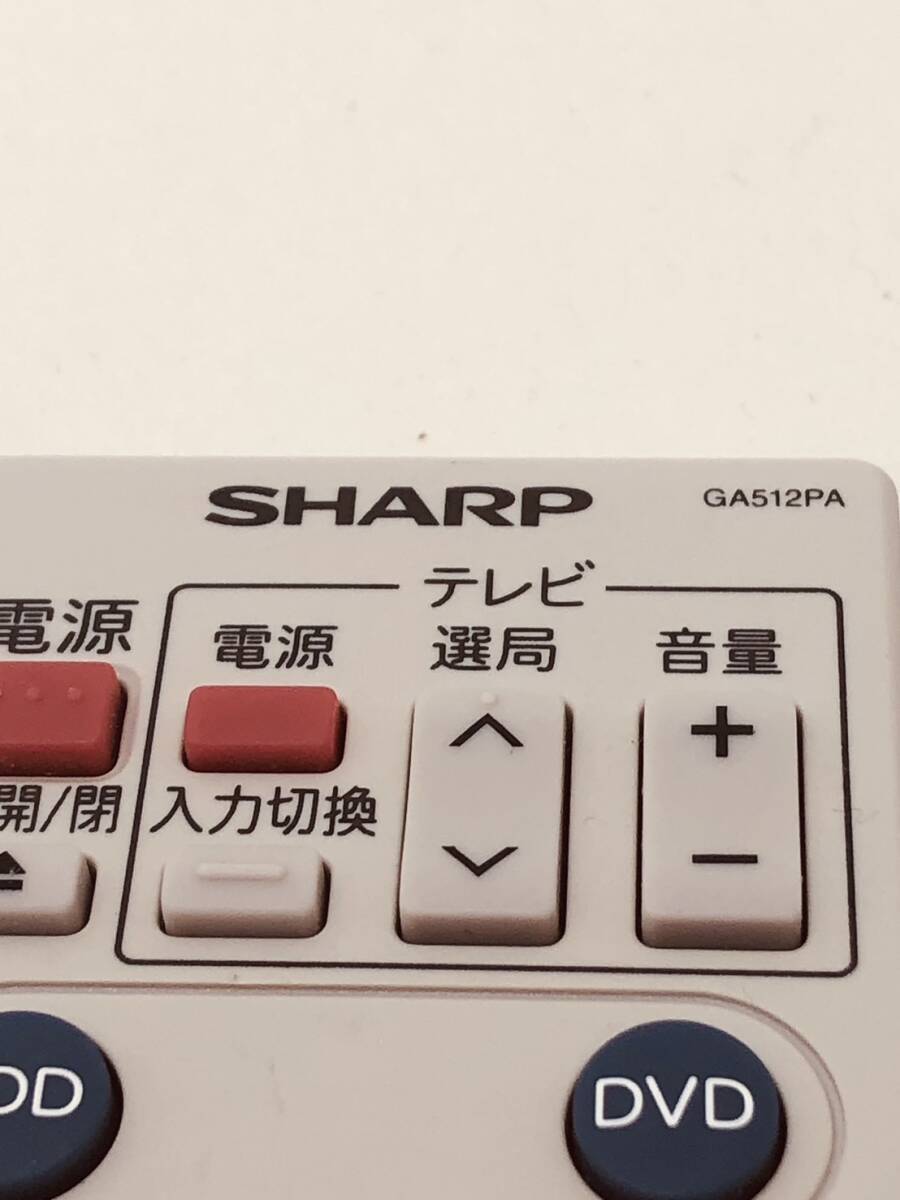 SHARP GA512PA
テレビ
電源 電源 選局 音量
+
開/閉 入力切換
−
DVD